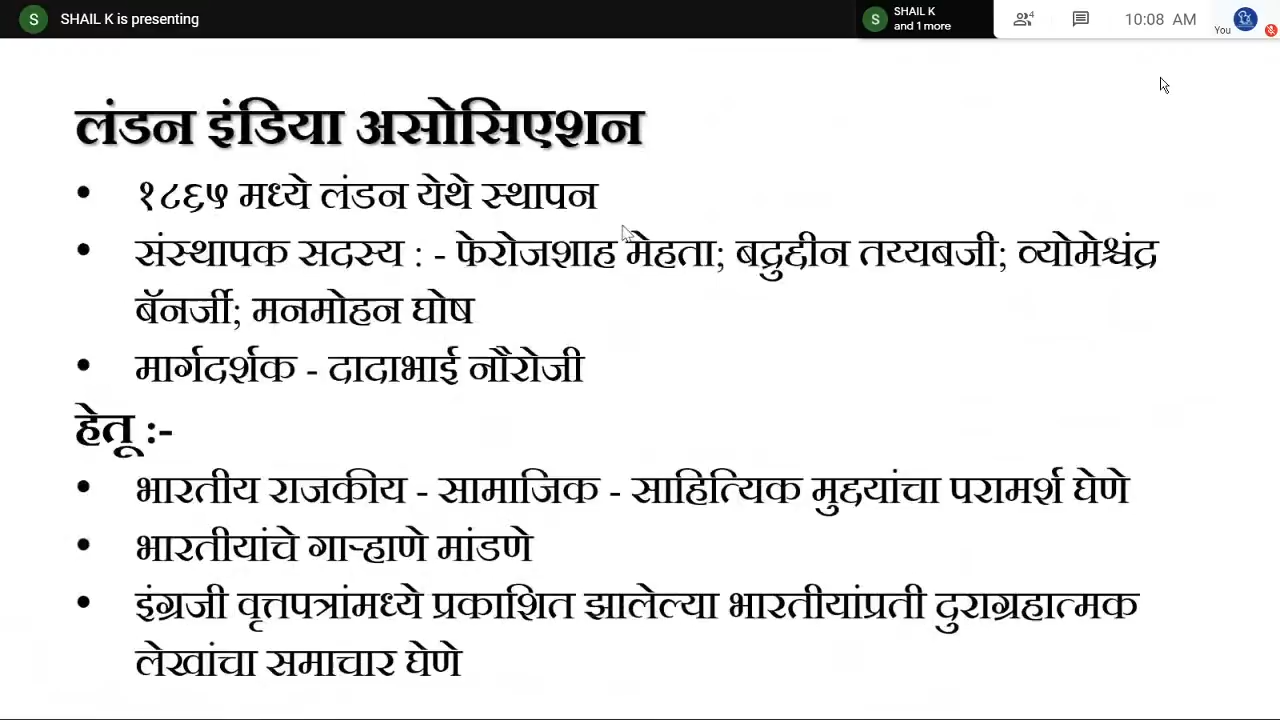 S SHAIL K is presenting
S SHAIL K and 1 more
4
10:08 AM
You
लंडन इंडिया असोसिएशन
• १८६५ मध्ये लंडन येथे स्थापन
• संस्थापक सदस्य : - फेरोजशाह मेहता; बद्रुद्दीन तय्यबजी; व्योमेश्चंद्र
बॅनर्जी; मनमोहन घोष
• मार्गदर्शक - दादाभाई नौरोजी
हेतू :-
• भारतीय राजकीय - सामाजिक - साहित्यिक मुद्दयांचा परामर्श घेणे
• भारतीयांचे गाऱ्हाणे मांडणे
• इंग्रजी वृत्तपत्रांमध्ये प्रकाशित झालेल्या भारतीयांप्रती दुराग्रहात्मक
लेखांचा समाचार घेणे